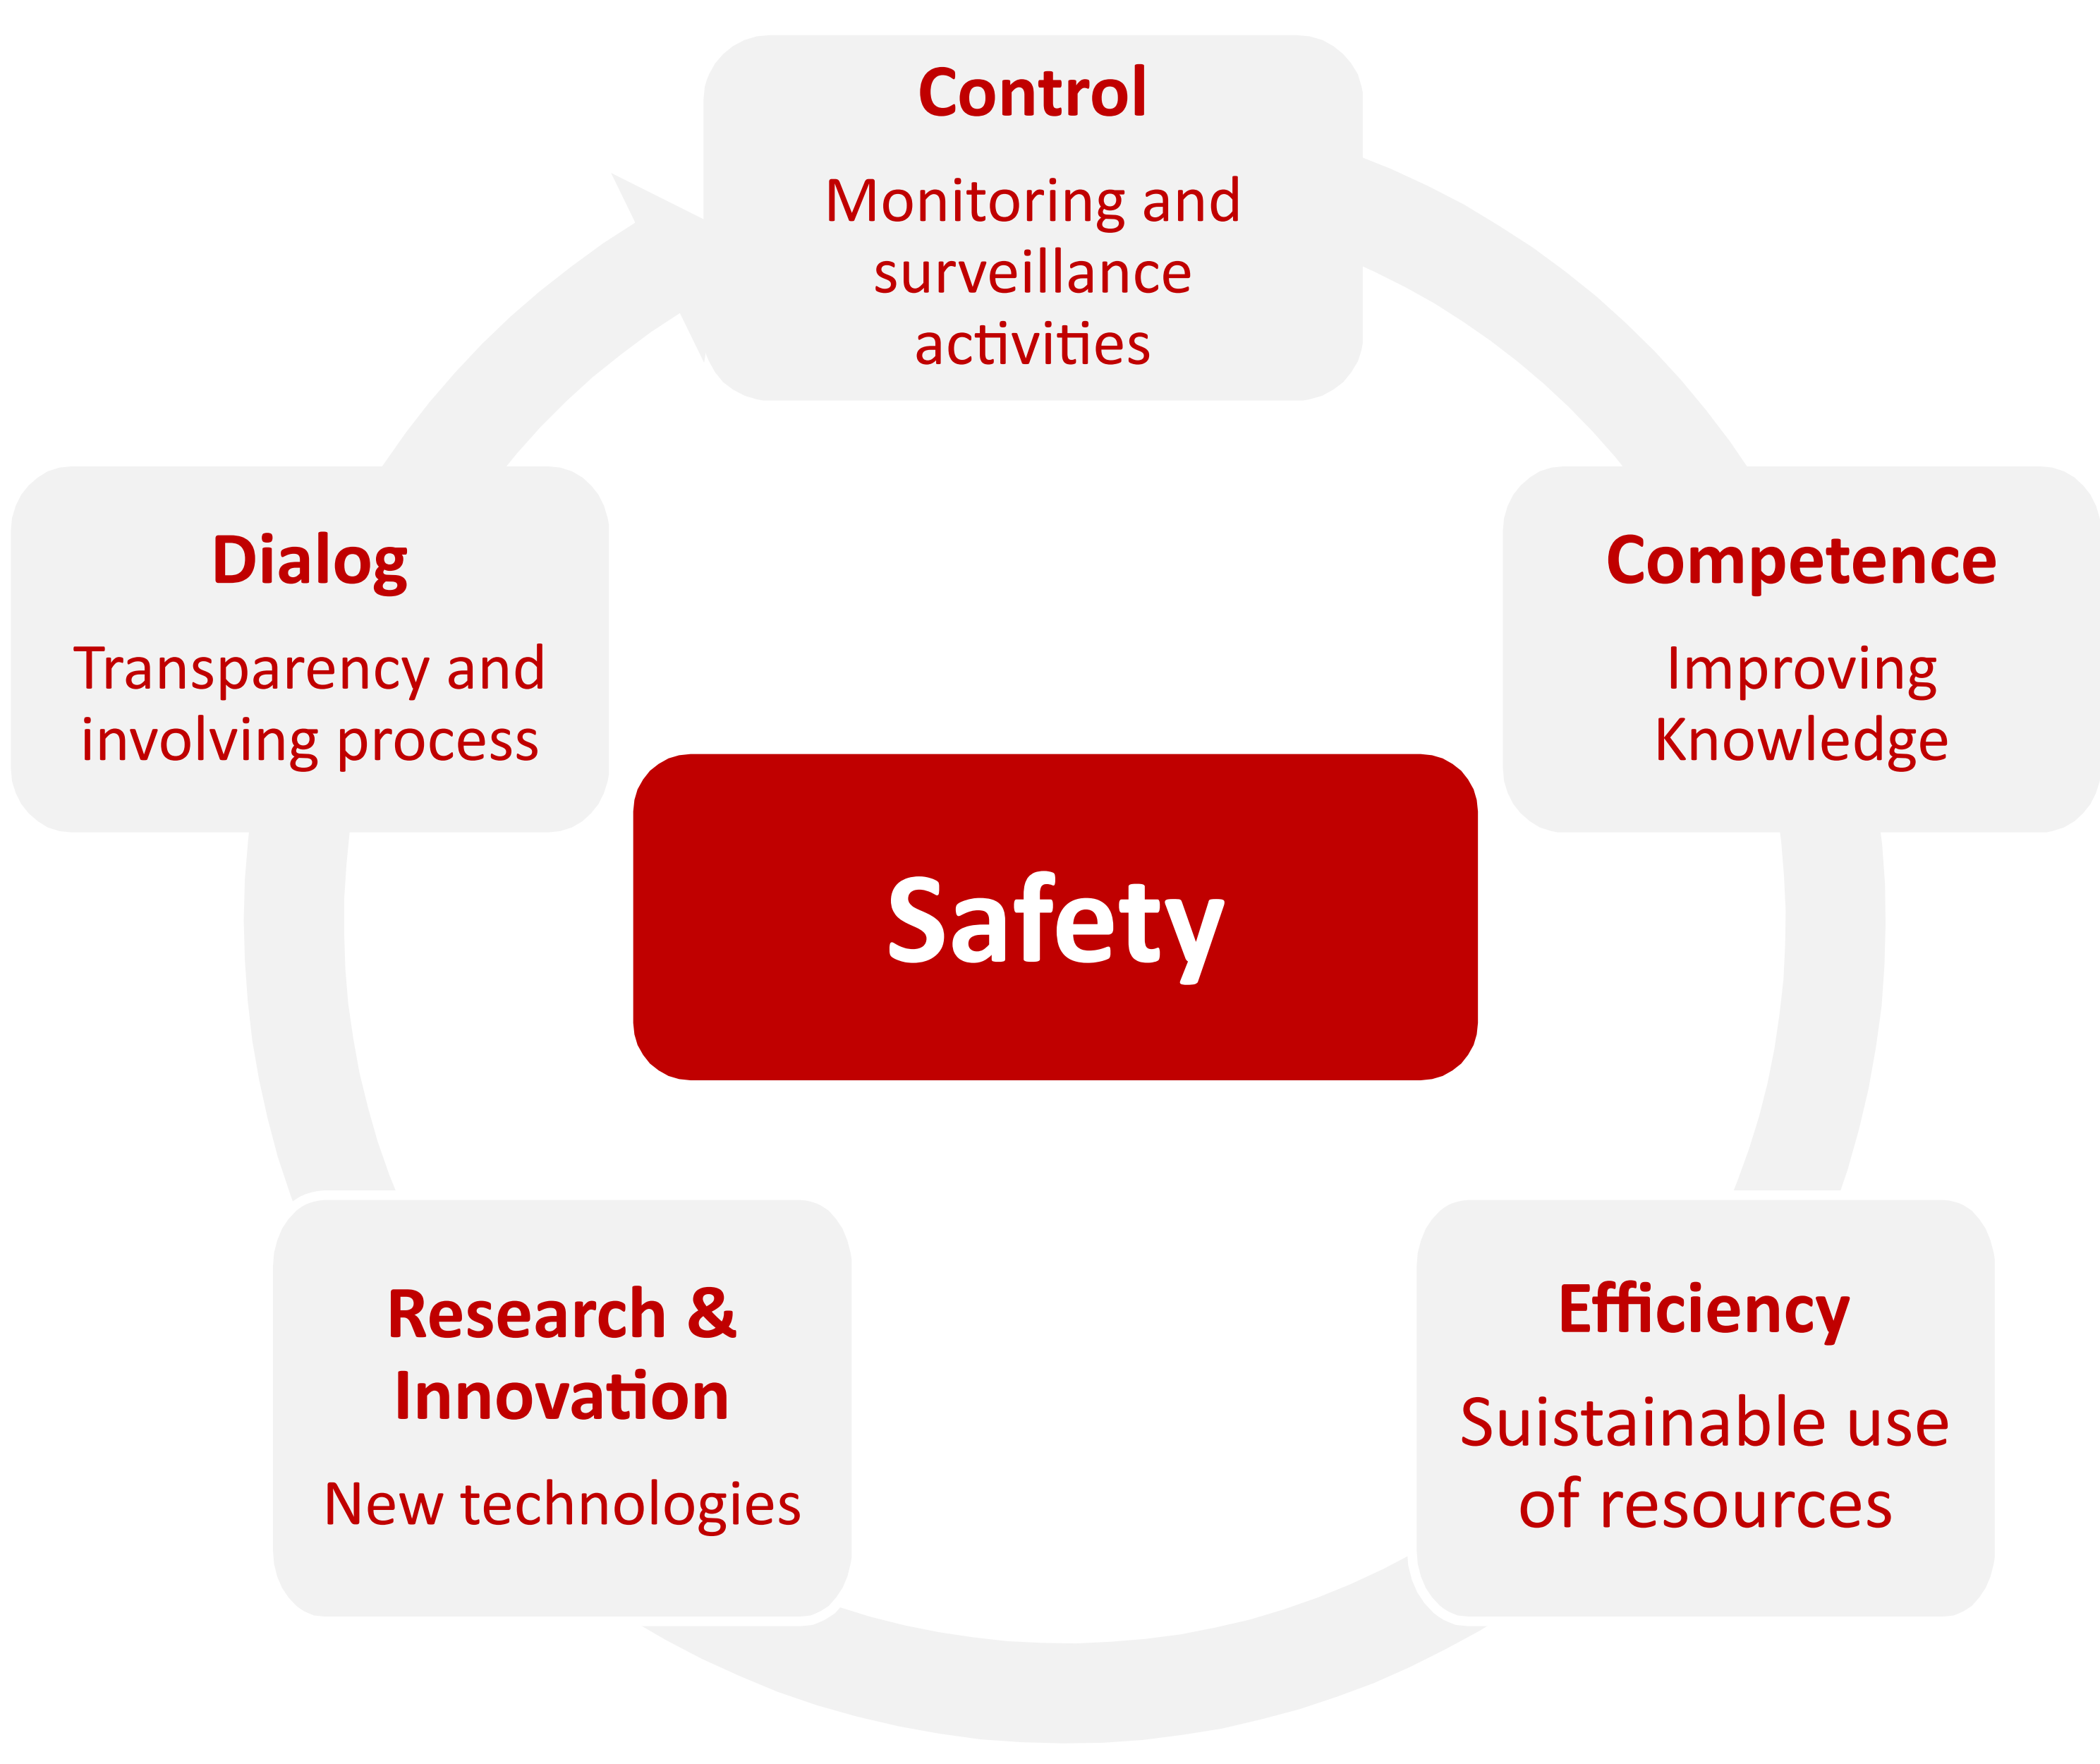 Control
Monitoring and
surveillance
activities
Dialog
Transparency and
involving process
Competence
Improving
Knowledge
Safety
Research &
Innovation
New technologies
Efficiency
Suistainable use
of resources